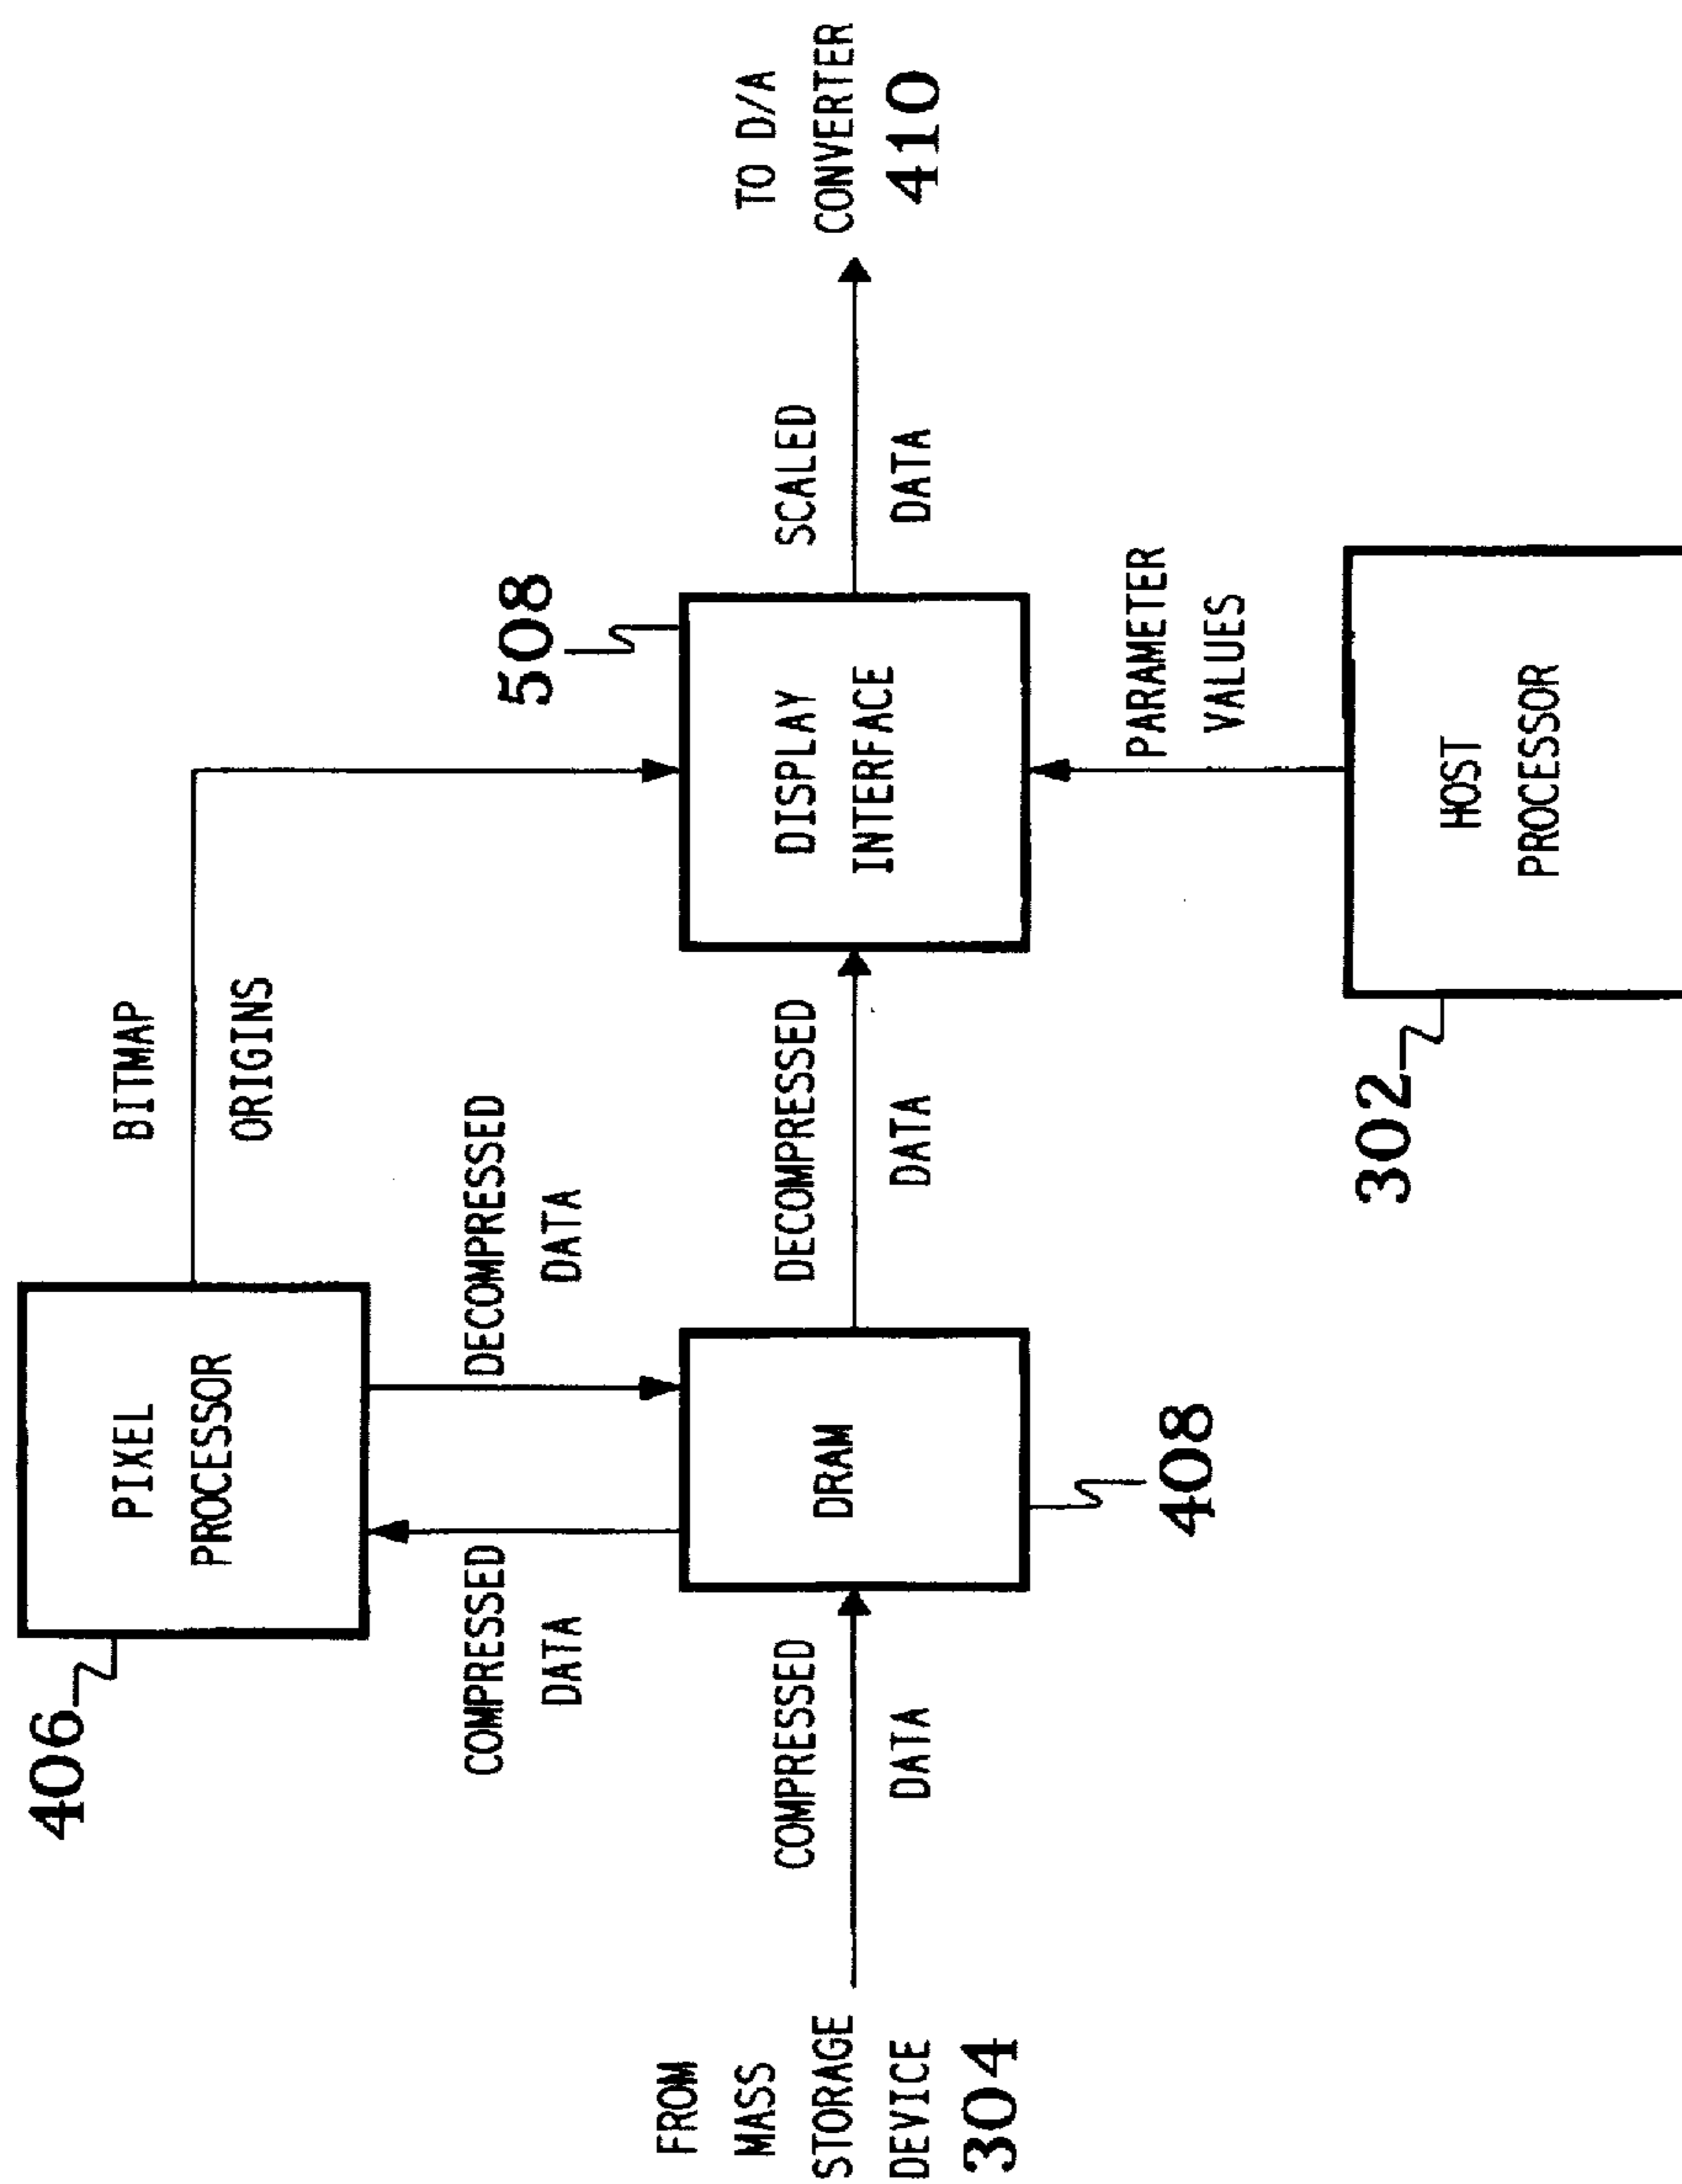 406
PIXEL
PROCESSOR
BITMAP
ORIGINS
COMPRESSED
DATA
DECOMPRESSED
DATA
508
TO D/A
CONVERTER
410
FROM
MASS
STORAGE
DEVICE
304
COMPRESSED
DATA
DRAM
408
DECOMPRESSED
DATA
DISPLAY
INTERFACE
SCALED
DATA
PARAMETER
VALUES
302
HOST
PROCESSOR